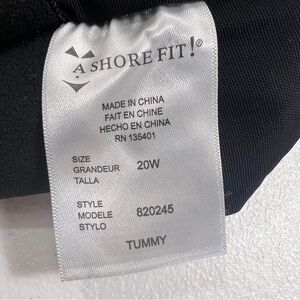 A SHORE FIT!®
MADE IN CHINA
FAIT EN CHINE
HECHO EN CHINA
RN 135401
SIZE
GRANDEUR 20W
TALLA
STYLE
MODELE 820245
STYLO
TUMMY